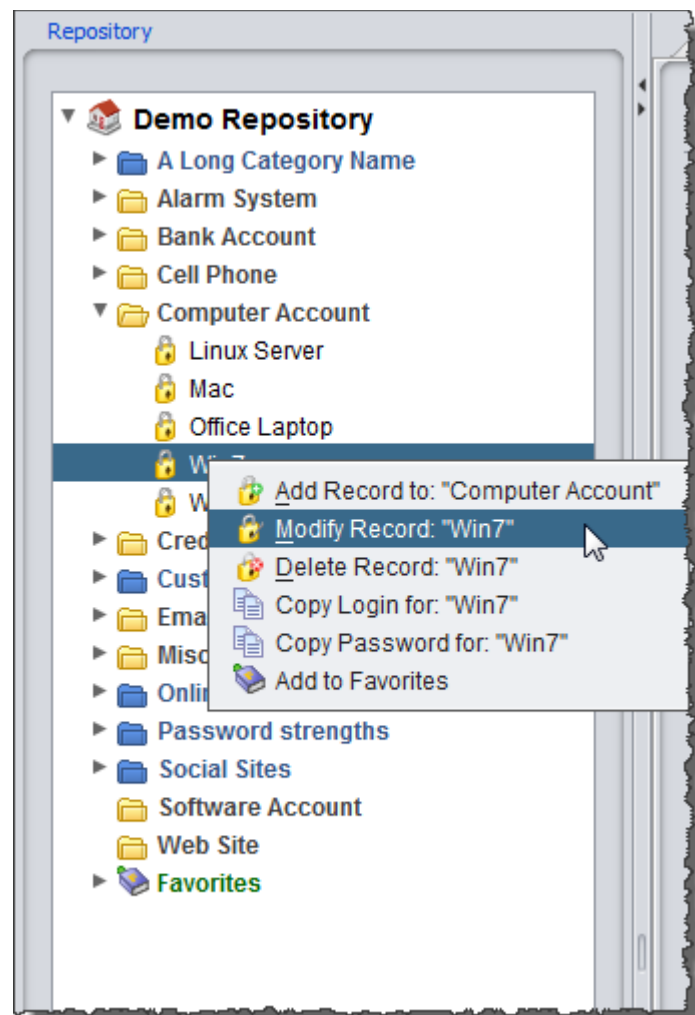 Repository
Demo Repository
A Long Category Name
Alarm System
Bank Account
Cell Phone
Computer Account
Linux Server
Mac
Office Laptop
Add Record to: "Computer Account"
Modify Record: "Win7"
Delete Record: "Win7"
Copy Login for: "Win7"
Copy Password for: "Win7"
Add to Favorites
Password strengths
Social Sites
Software Account
Web Site
Favorites